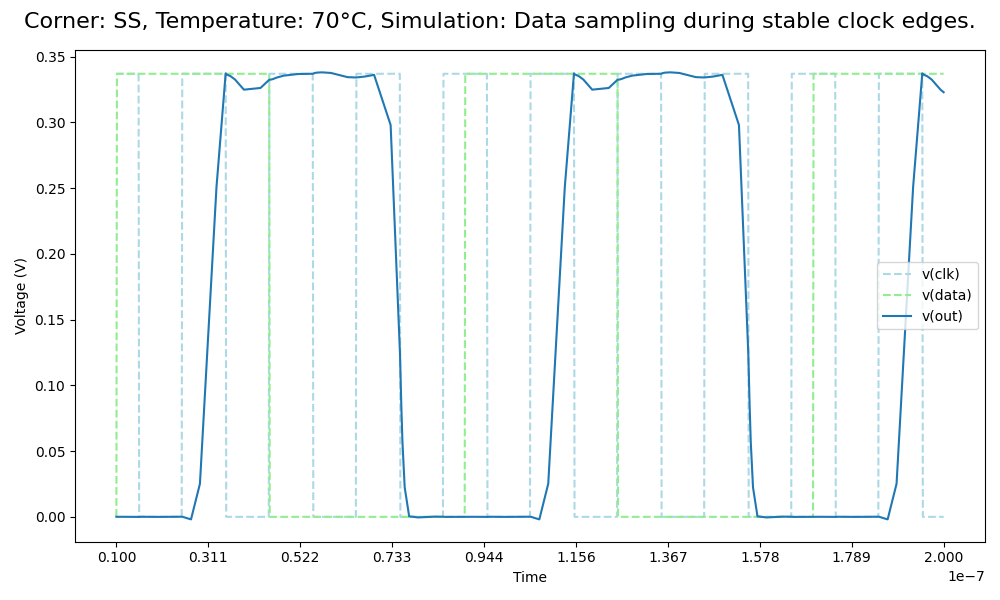 Corner: SS, Temperature: 70°C, Simulation: Data sampling during stable clock edges.
0.35
0.30
0.25
0.20
0.15
0.10
0.05
0.00
Voltage (V)
v(clk)
v(data)
v(out)
0.100 0.311 0.522 0.733 0.944 1.156 1.367 1.578 1.789 2.000
Time
1e−7